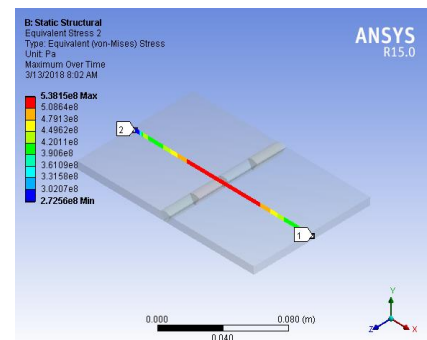 B: Static Structural
Equivalent Stress 2
Type: Equivalent (von-Mises) Stress
Unit: Pa
Maximum Over Time
3/13/2018 8:02 AM
ANSYS
R15.0
5.3815e8 Max
5.0864e8
4.7913e8
4.4962e8
4.2011e8
3.906e8
3.6109e8
3.3158e8
3.0207e8
2.7256e8 Min
2
1
0.000
0.080 (m)
0.040
Y
Z
X